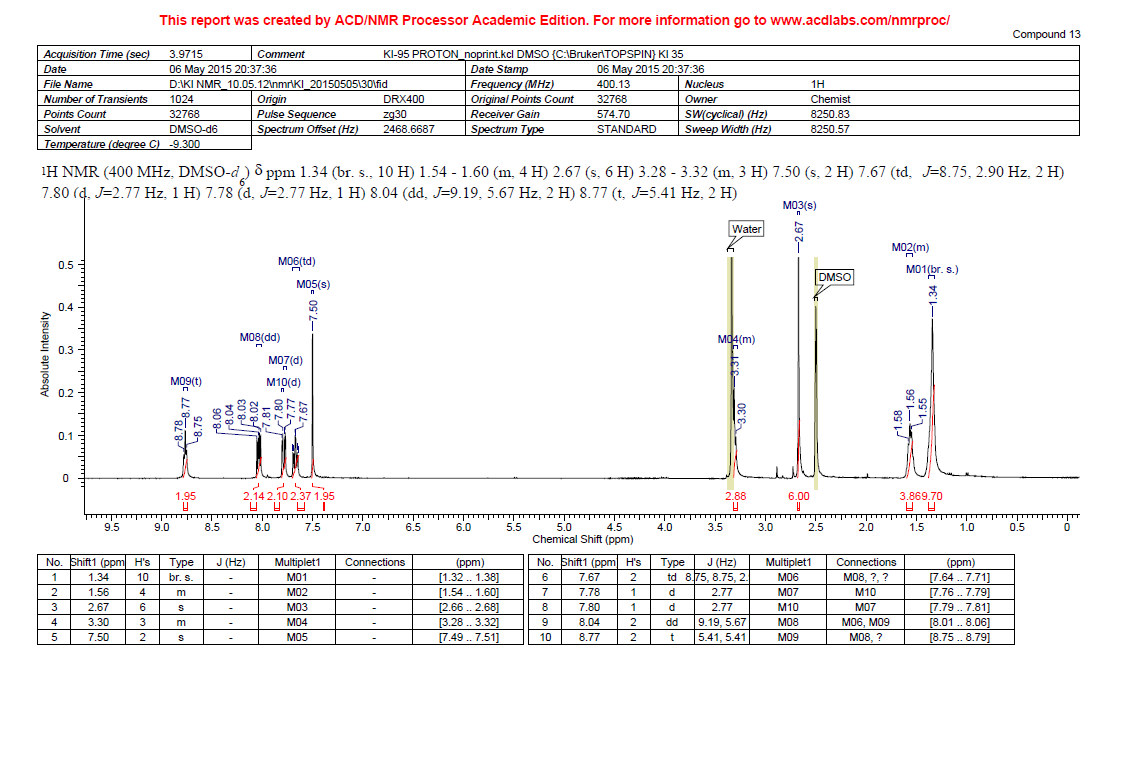 This report was created by ACD/NMR Processor Academic Edition. For more information go to www.acdlabs.com/nmrproc/
Compound 13
Acquisition Time (sec) 3.9715 Comment KI-95 PROTON_noprint.kcl DMSO {C:\Bruker\TOPSPIN} KI 35
Date 06 May 2015 20:37:36 Date Stamp 06 May 2015 20:37:36
File Name D:\KI NMR_10.05.12\nmr\KI_20150505\30\fid Frequency (MHz) 400.13 Nucleus 1H
Number of Transients 1024 Origin DRX400 Original Points Count 32768 Owner Chemist
Points Count 32768 Pulse Sequence zg30 Receiver Gain 574.70 SW(cyclical) (Hz) 8250.83
Solvent DMSO-d6 Spectrum Offset (Hz) 2468.6687 Spectrum Type STANDARD Sweep Width (Hz) 8250.57
Temperature (degree C) -9.300
1H NMR (400 MHz, DMSO-d6) δ ppm 1.34 (br. s., 10 H) 1.54 - 1.60 (m, 4 H) 2.67 (s, 6 H) 3.28 - 3.32 (m, 3 H) 7.50 (s, 2 H) 7.67 (td, J=8.75, 2.90 Hz, 2 H)
7.80 (d, J=2.77 Hz, 1 H) 7.78 (d, J=2.77 Hz, 1 H) 8.04 (dd, J=9.19, 5.67 Hz, 2 H) 8.77 (t, J=5.41 Hz, 2 H)
M03(s)
Water
2.67
M02(m)
M06(td)
M01(br. s.)
DMSO
M05(s)
1.34
7.50
M08(dd)
M04(m)
M07(d)
3.31
M09(t)
M10(d)
8.78
8.77
8.75
8.06
8.04
8.03
8.02
7.81
7.80
7.77
7.67
3.30
1.58
1.56
1.55
Absolute Intensity
0.5
0.4
0.3
0.2
0.1
0
1.95 2.14 2.10 2.37 1.95 2.88 6.00 3.86 9.70
9.5 9.0 8.5 8.0 7.5 7.0 6.5 6.0 5.5 5.0 4.5 4.0 3.5 3.0 2.5 2.0 1.5 1.0 0.5 0
Chemical Shift (ppm)
No. Shift1 (ppm H's Type J (Hz) Multiplet1 Connections (ppm)
1 1.34 10 br. s. - M01 - [1.32 .. 1.38]
2 1.56 4 m - M02 - [1.54 .. 1.60]
3 2.67 6 s - M03 - [2.66 .. 2.68]
4 3.30 3 m - M04 - [3.28 .. 3.32]
5 7.50 2 s - M05 - [7.49 .. 7.51]
No. Shift1 (ppm H's Type J (Hz) Multiplet1 Connections (ppm)
6 7.67 2 td 8.75, 8.75, 2. M06 M08, ?, ? [7.64 .. 7.71]
7 7.78 1 d 2.77 M07 M10 [7.76 .. 7.79]
8 7.80 1 d 2.77 M10 M07 [7.79 .. 7.81]
9 8.04 2 dd 9.19, 5.67 M08 M06, M09 [8.01 .. 8.06]
10 8.77 2 t 5.41, 5.41 M09 M08, ? [8.75 .. 8.79]